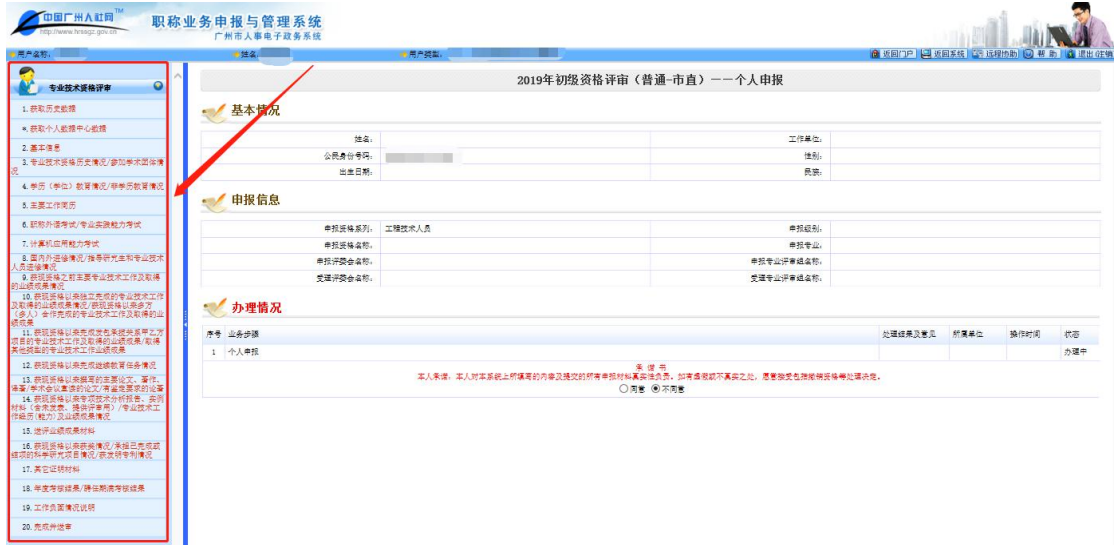 中国广州人社网™
http://www.hrssgz.gov.cn
职称业务申报与管理系统
广州市人事电子政务系统
用户名称:
姓名:
用户类型:
返回门户
返回系统
远程协助
帮 助
退出/注销
专业技术资格评审
1. 获取历史数据
*. 获取个人数据中心数据
2. 基本信息
3. 专业技术资格历史情况/参加学术团体情
况
4. 学历（学位）教育情况/非学历教育情况
5. 主要工作简历
6. 职称外语考试/专业实践能力考试
7. 计算机应用能力考试
8. 国内外进修情况/指导研究生和专业技术
人员进修情况
9. 获现资格之前主要专业技术工作及取得
的业绩成果情况
10. 获现资格以来独立完成的专业技术工作
及取得的业绩成果情况/获现资格以来多方
（多人）合作完成的专业技术工作及取得的业
绩成果
11. 获现资格以来完成发包承揽关系甲乙方
项目的专业技术工作及取得的业绩成果/取得
其他类型的专业技术工作业绩成果
12. 获现资格以来完成继续教育任务情况
13. 获现资格以来撰写的主要论文、著作、
译著/学术会议宣读的论文/有鉴定要求的论著
14. 获现资格以来专项技术分析报告、实例
材料（含未发表、提供评审用）/专业技术工
作经历(能力)及业绩成果情况
15. 送评业绩成果材料
16. 获现资格以来获奖情况/承担已完成或
结项的科学研究项目情况/获发明专利情况
17. 其它证明材料
18. 年度考核结果/聘任期满考核结果
19. 工作负面情况说明
20. 完成并送审
2019年初级资格评审（普通-市直）——个人申报
基本情况
姓名:
工作单位:
公民身份号码:
性别:
出生日期:
民族:
申报信息
申报资格系列: 工程技术人员
申报级别:
申报资格名称:
申报专业:
申报评委会名称:
申报专业评审组名称:
受理评委会名称:
受理专业评审组名称:
办理情况
序号 业务步骤 处理结果及意见 所属单位 操作时间 状态
1 个人申报 办理中
承 诺 书
本人承诺: 本人对本系统上所填写的内容及提交的所有申报材料真实性负责。如有虚假或不真实之处，愿意接受包括撤销资格等处理决定。
同意 不同意